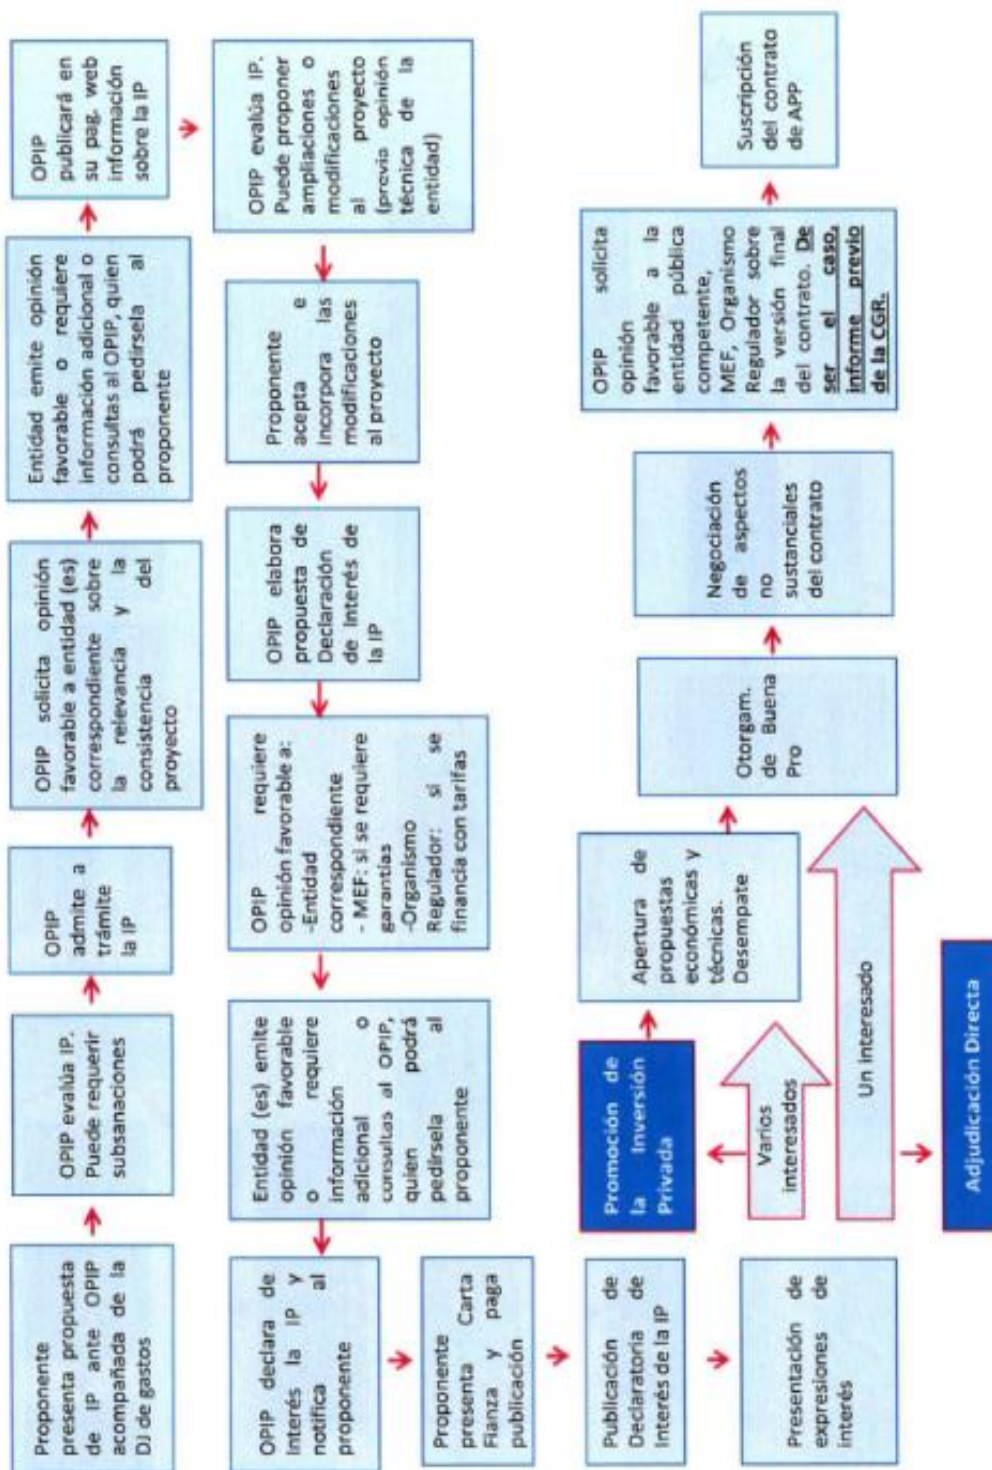 Proponente
presenta propuesta
de IP ante OPIP
acompañada de la
DJ de gastos
OPIP evalúa IP.
Puede requerir
subsanaciones
OPIP
admite a
trámite
la IP
OPIP solicita opinión
favorable a entidad (es)
correspondiente sobre
la relevancia y la
consistencia del
proyecto
Entidad emite opinión
favorable o requiere
información adicional o
consultas al OPIP, quien
podrá pedírsela al
proponente
OPIP
publicará en
su pag. web
información
sobre la IP
OPIP evalúa IP.
Puede proponer
ampliaciones o
modificaciones
al proyecto
(previo opinión
técnica de la
entidad)
Proponente
acepta e
incorpora las
modificaciones
al proyecto
OPIP elabora
propuesta de
Declaración
de Interés de
la IP
OPIP requiere
opinión favorable a:
-Entidad
correspondiente
- MEF: si se requiere
garantías
-Organismo
Regulador: si se
financia con tarifas
Entidad (es) emite
opinión favorable
o requiere
información
adicional o
consultas al OPIP,
quien podrá
pedírsela al
proponente
OPIP declara de
Interés la IP y
notifica al
proponente
Proponente
presenta Carta
Fianza y paga
publicación
Publicación de
Declaratoria de
Interés de la IP
Presentación de
expresiones de
interés
Varios
interesados
Promoción de
la Inversión
Privada
Apertura de
propuestas
económicas y
técnicas.
Desempate
Un interesado
Adjudicación Directa
Otorgam.
de Buena
Pro
Negociación
de aspectos
no
sustanciales
del contrato
OPIP solicita
opinión
favorable a la
entidad pública
competente,
MEF, Organismo
Regulador sobre
la versión final
del contrato. De
ser el caso,
informe previo
de la CGR.
Suscripción
del contrato
de APP